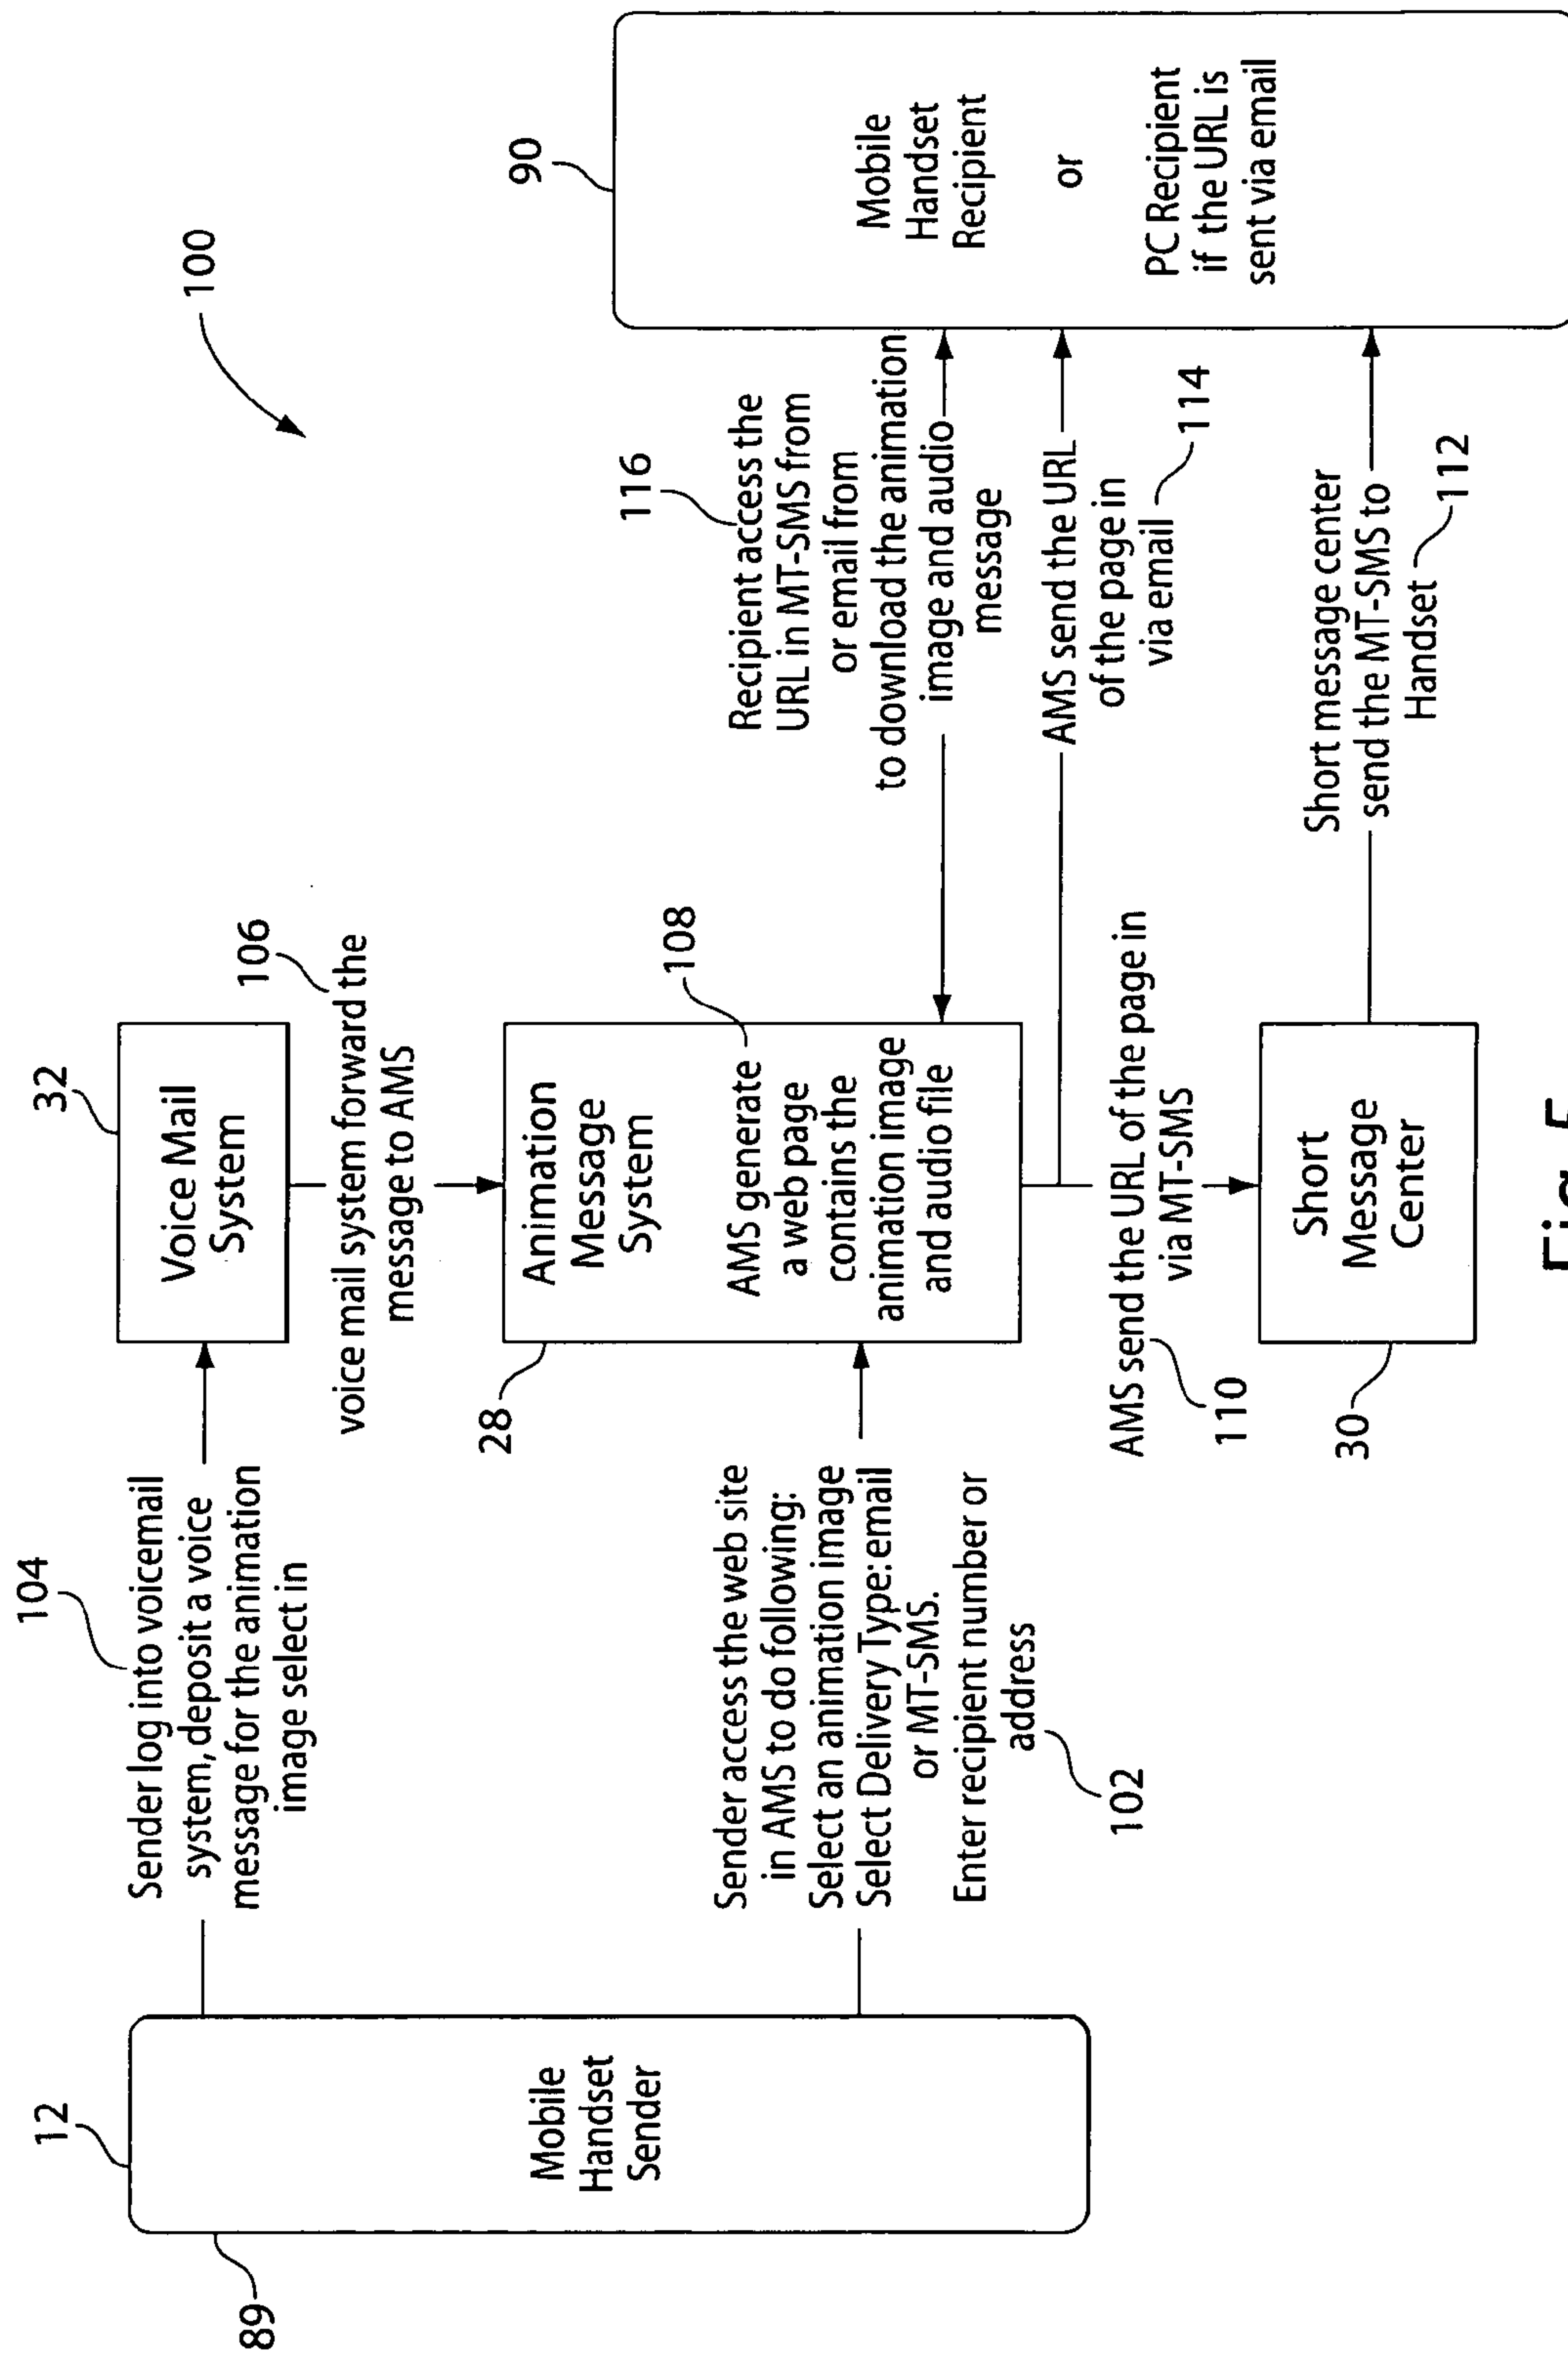 100
104
Sender log into voicemail
system, deposit a voice
message for the animation
image select in
32
Voice Mail
System
106
voice mail system forward the
message to AMS
12
89
Mobile
Handset
Sender
Sender access the web site
in AMS to do following:
Select an animation image
Select Delivery Type: email
or MT-SMS.
Enter recipient number or
address
102
28
Animation
Message
System
108
AMS generate
a web page
contains the
animation image
and audio file
116
Recipient access the
URL in MT-SMS from
or email from
to download the animation
image and audio
message
90
Mobile
Handset
Recipient
or
PC Recipient
if the URL is
sent via email
AMS send the URL
of the page in
via email
114
AMS send the URL of the page in
via MT-SMS
110
30
Short
Message
Center
Short message center
send the MT-SMS to
Handset
112